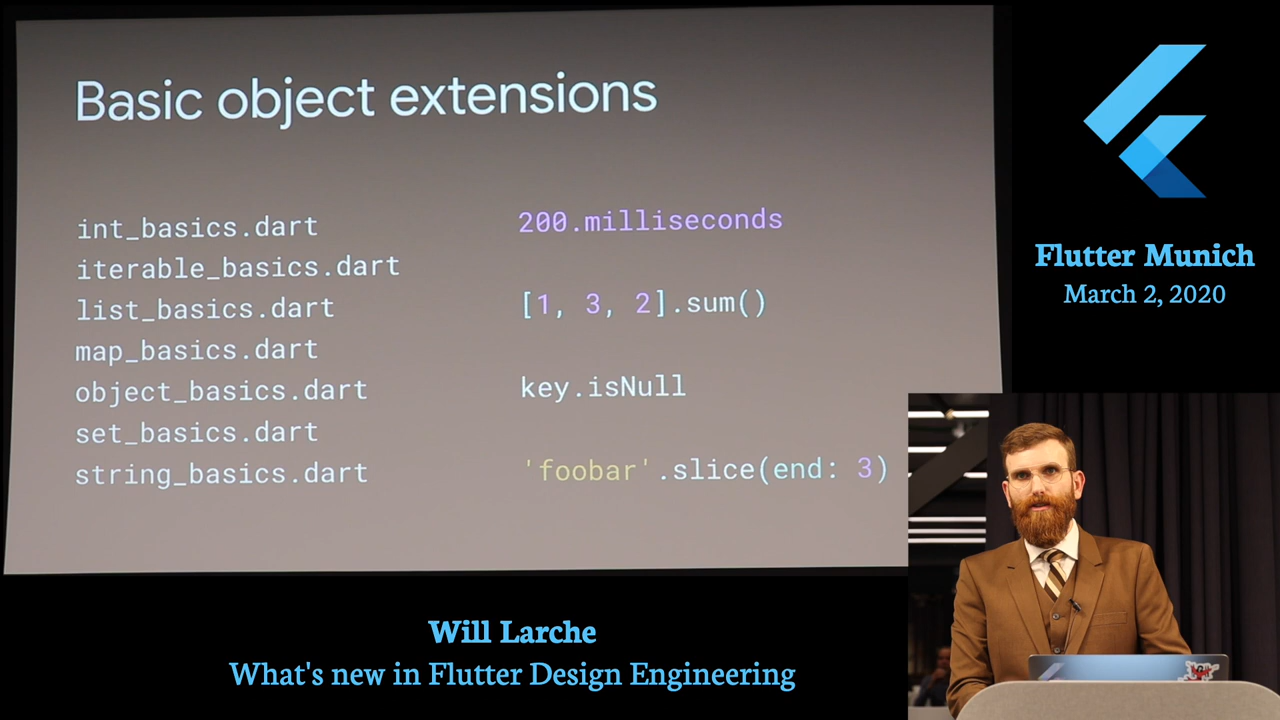 Basic object extensions
int_basics.dart
iterable_basics.dart
list_basics.dart
map_basics.dart
object_basics.dart
set_basics.dart
string_basics.dart
200.milliseconds
[1, 3, 2].sum()
key.isNull
'foobar'.slice(end: 3)
Flutter Munich
March 2, 2020
Will Larche
What's new in Flutter Design Engineering